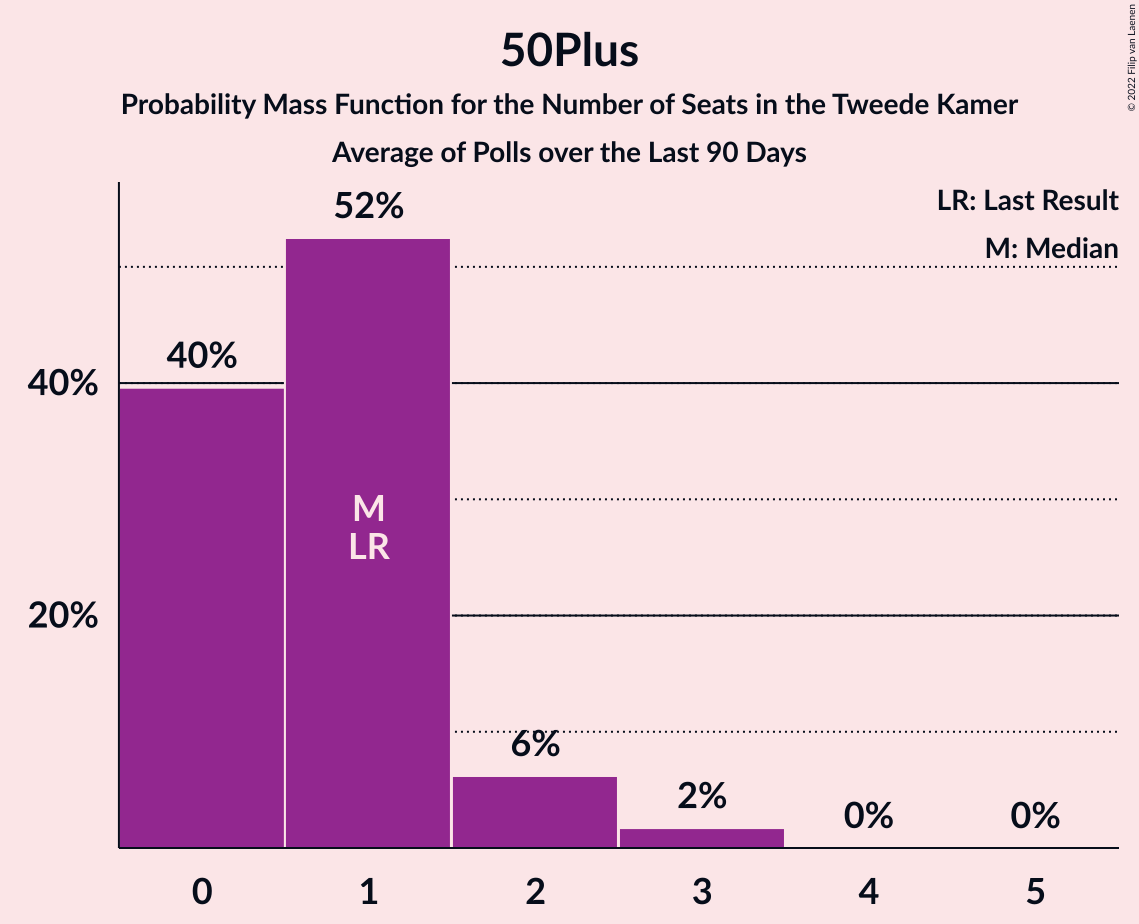 50Plus
Probability Mass Function for the Number of Seats in the Tweede Kamer
Average of Polls over the Last 90 Days
© 2022 Filip van Laenen
LR: Last Result
M: Median
52%
40%
40%
M
LR
20%
6%
2%
0%
0%
0
1
2
3
4
5